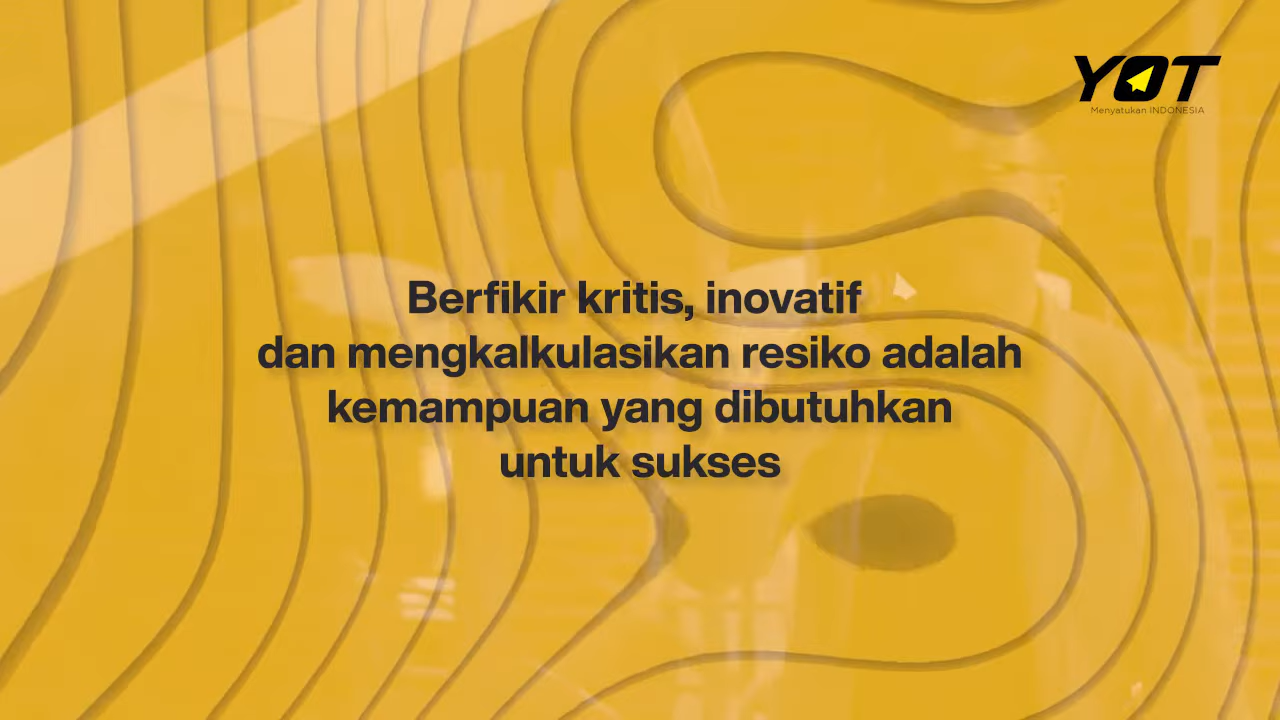 YOT
Menyatukan INDONESIA
Berfikir kritis, inovatif
dan mengkalkulasikan resiko adalah
kemampuan yang dibutuhkan
untuk sukses